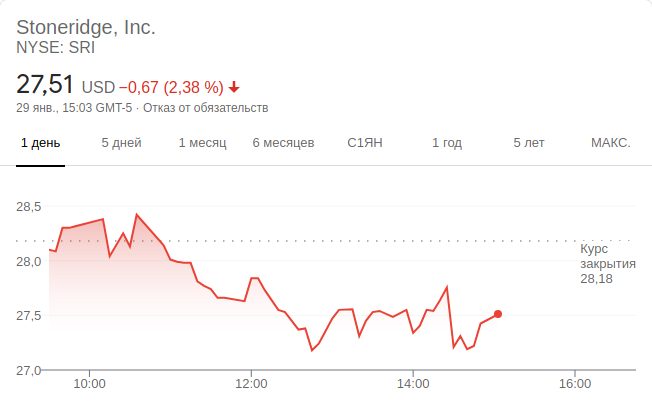 Stoneridge, Inc.
NYSE: SRI
27,51 USD −0,67 (2,38 %)
29 янв., 15:03 GMT-5 · Отказ от обязательств
1 день 5 дней 1 месяц 6 месяцев С1ЯН 1 год 5 лет МАКС.
28,5
Курс
закрытия
28,18
28,0
27,5
27,0
10:00 12:00 14:00 16:00